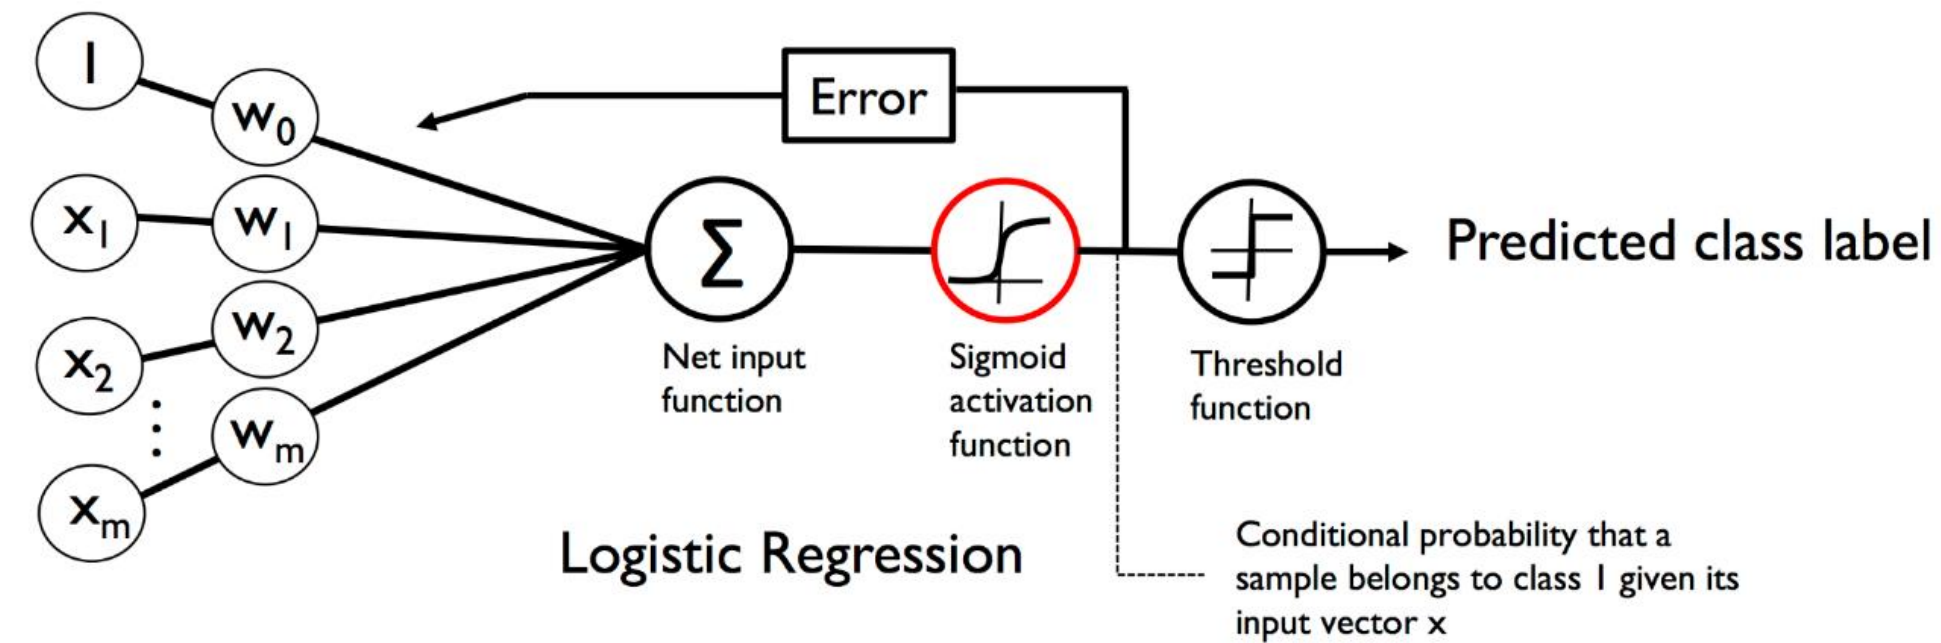 1
w0
x1
w1
x2
w2
xm
wm
Error
Σ
Net input
function
Sigmoid
activation
function
Threshold
function
Predicted class label
Logistic Regression
Conditional probability that a
sample belongs to class 1 given its
input vector x